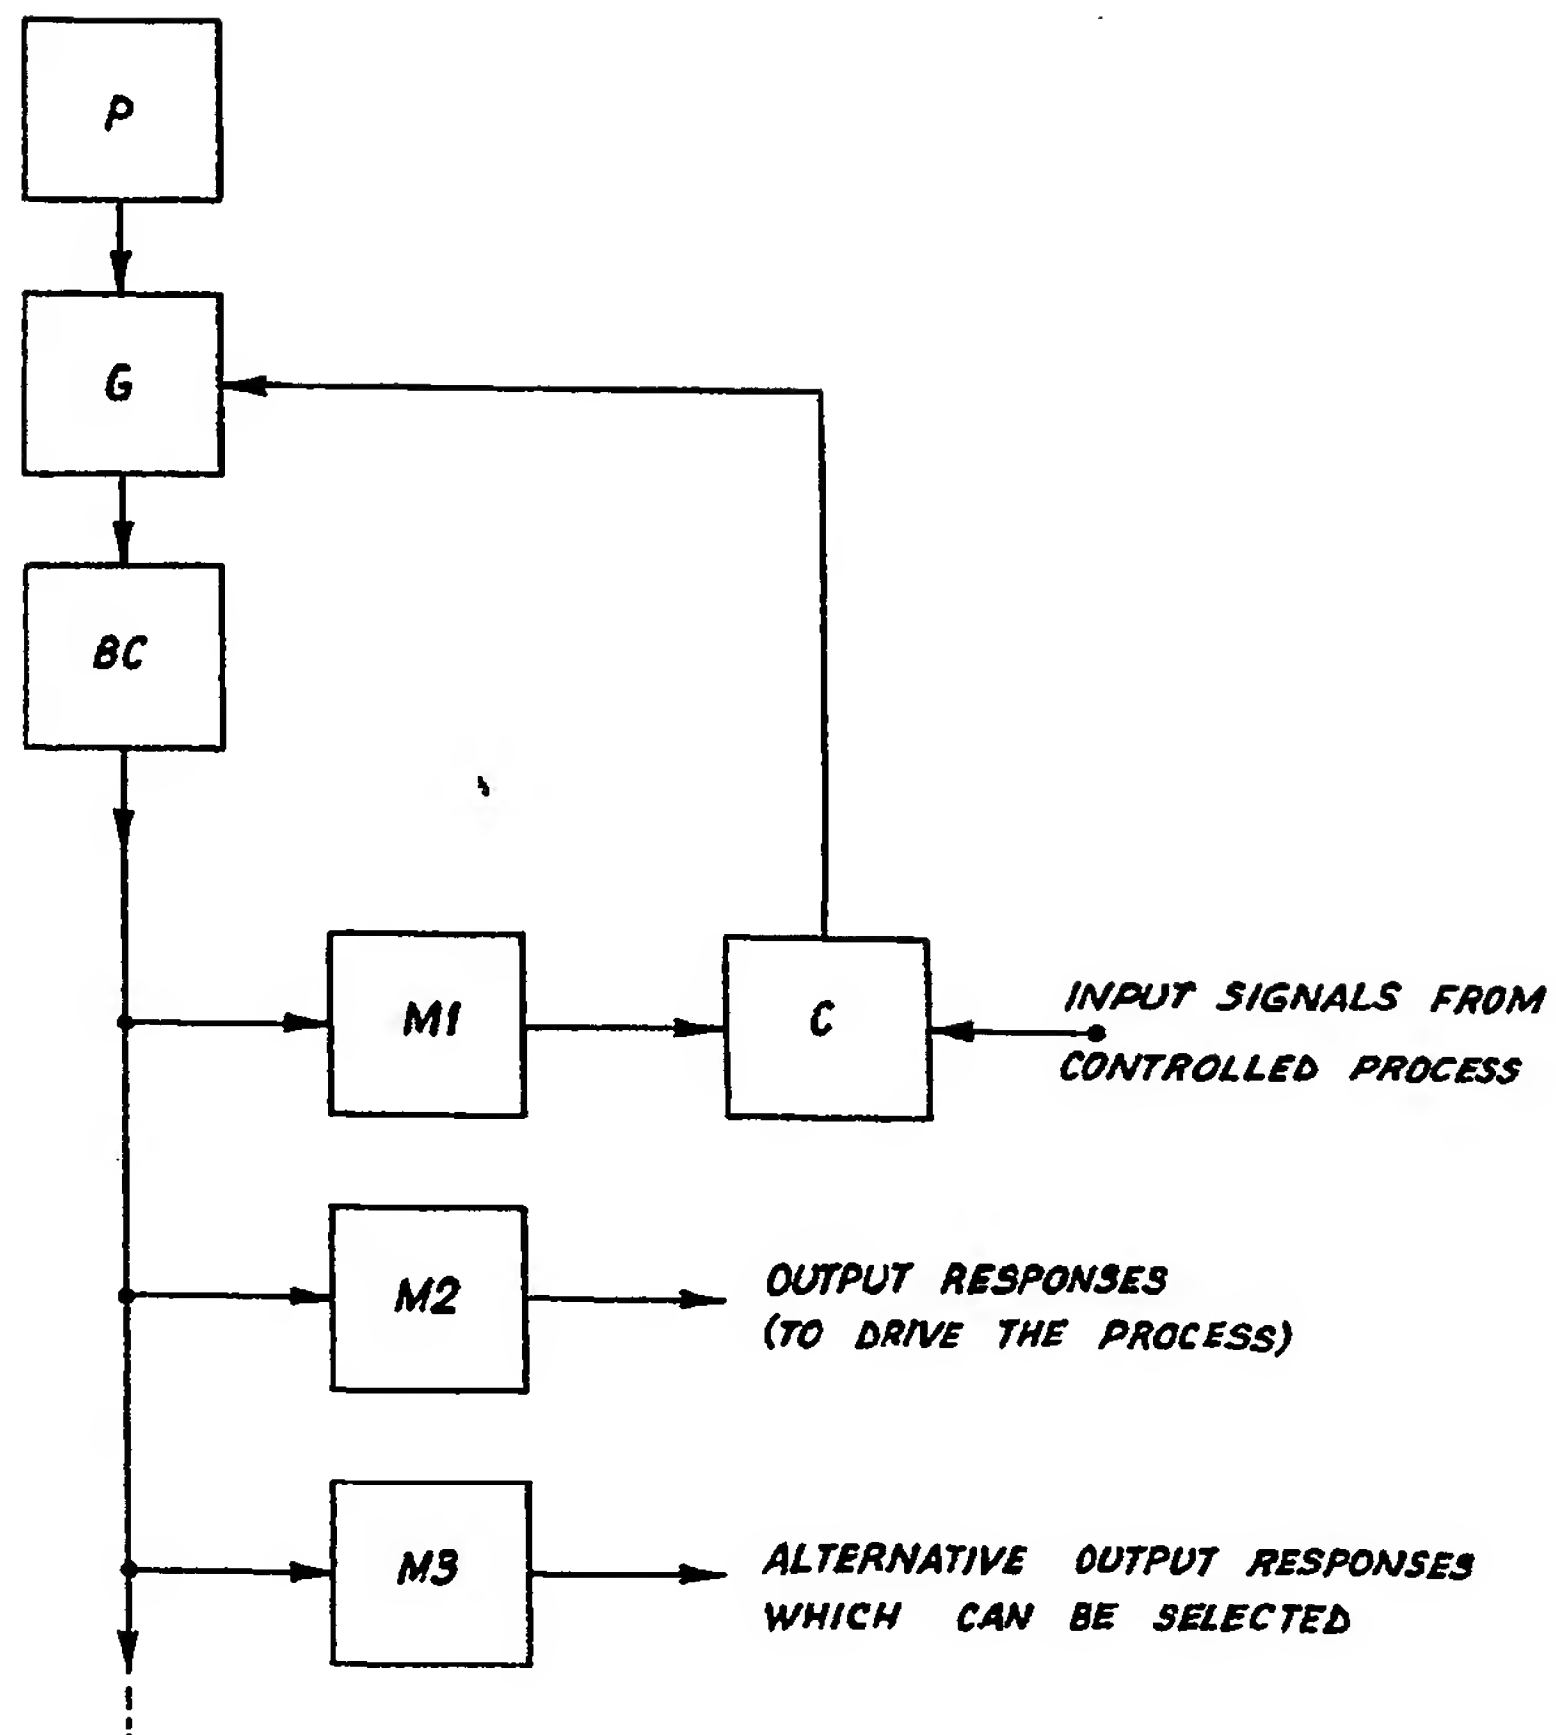 P
G
BC
M1
C
INPUT SIGNALS FROM
CONTROLLED PROCESS
M2
OUTPUT RESPONSES
(TO DRIVE THE PROCESS)
M3
ALTERNATIVE OUTPUT RESPONSES
WHICH CAN BE SELECTED